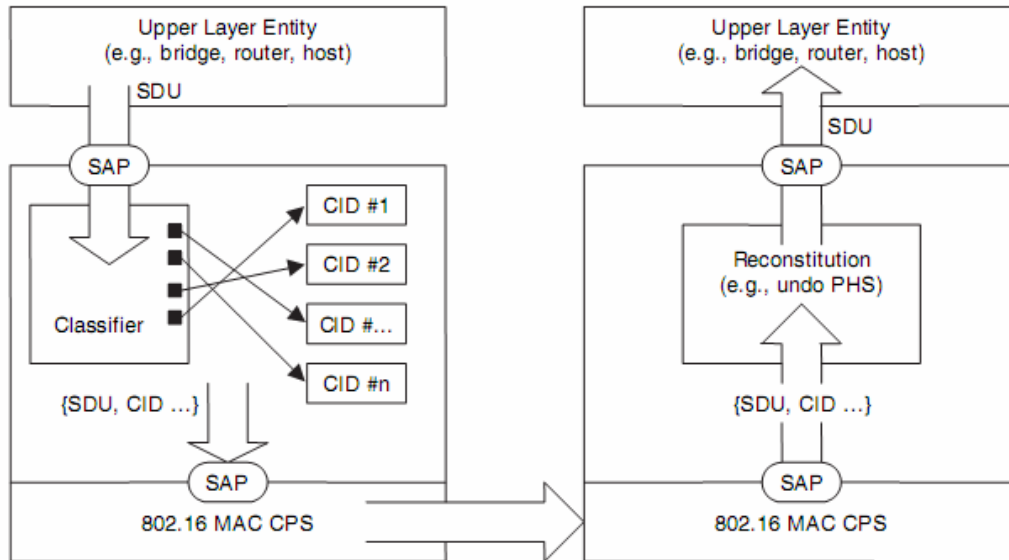 Upper Layer Entity
(e.g., bridge, router, host)
SDU
SAP
Classifier
CID #1
CID #2
CID #...
CID #n
{SDU, CID ...}
SAP
802.16 MAC CPS
Upper Layer Entity
(e.g., bridge, router, host)
SDU
SAP
Reconstitution
(e.g., undo PHS)
{SDU, CID ...}
SAP
802.16 MAC CPS